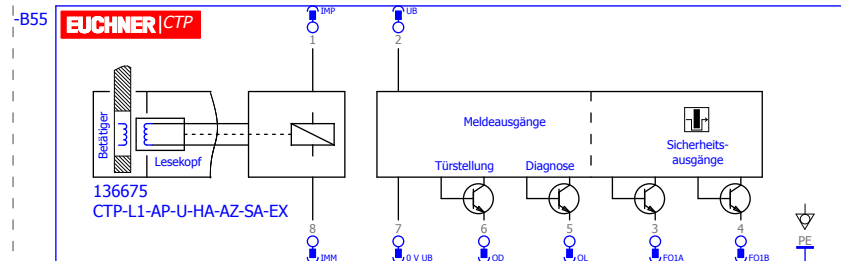 -B55
EUCHNER CTP
IMP
UB
1
2
Betätiger
Lesekopf
Meldeausgänge
Türstellung
Diagnose
Sicherheits-
ausgänge
136675
CTP-L1-AP-U-HA-AZ-SA-EX
8
7
6
5
3
4
PE
IMM
0 V UB
OD
OL
FO1A
FO1B